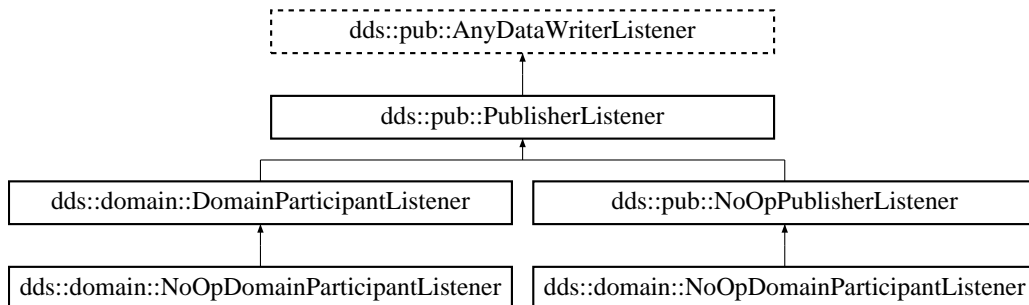 dds::pub::AnyDataWriterListener
dds::pub::PublisherListener
dds::domain::DomainParticipantListener
dds::pub::NoOpPublisherListener
dds::domain::NoOpDomainParticipantListener
dds::domain::NoOpDomainParticipantListener